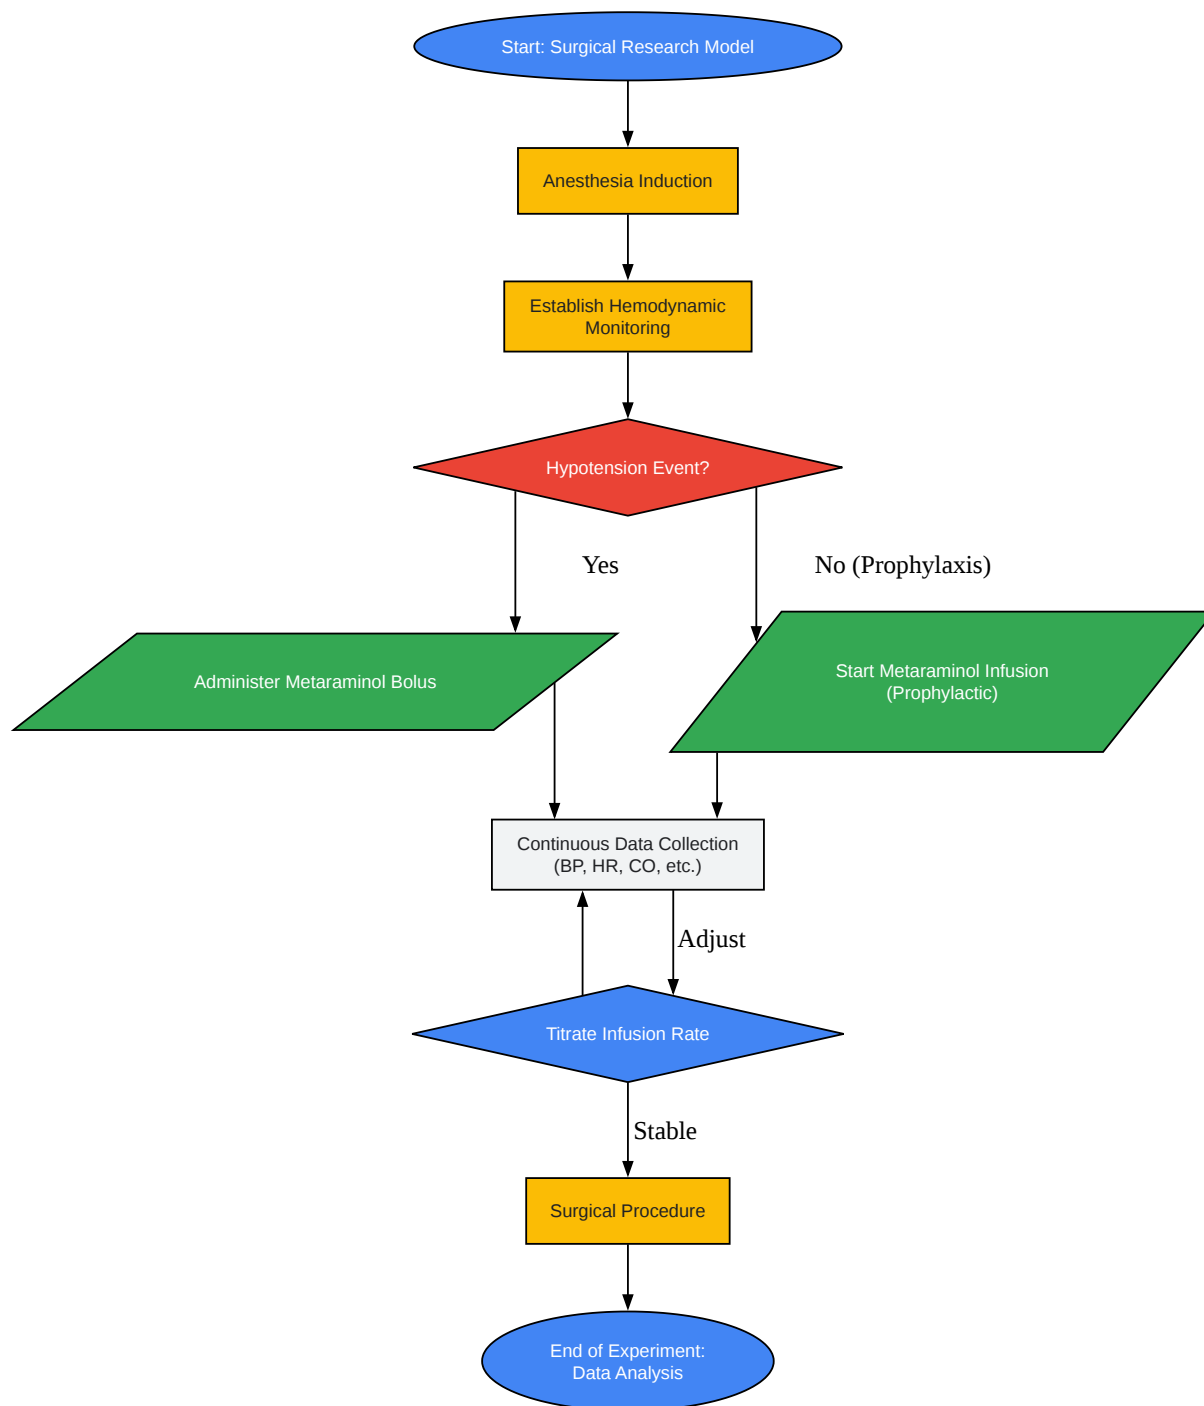 Start: Surgical Research Model
Anesthesia Induction
Establish Hemodynamic
Monitoring
Hypotension Event?
Yes
No (Prophylaxis)
Administer Metaraminol Bolus
Start Metaraminol Infusion
(Prophylactic)
Continuous Data Collection
(BP, HR, CO, etc.)
Adjust
Titrate Infusion Rate
Stable
Surgical Procedure
End of Experiment:
Data Analysis